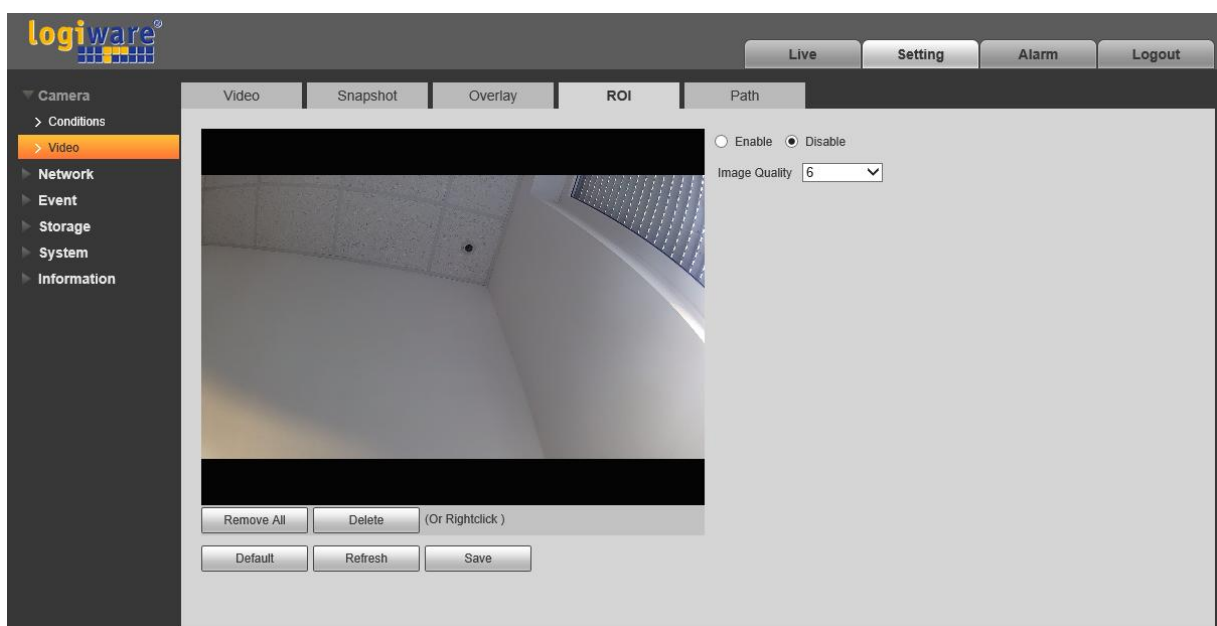 logiware®
Live Setting Alarm Logout
Camera
> Conditions
> Video
Network
Event
Storage
System
Information
Video Snapshot Overlay ROI Path
Enable Disable
Image Quality 6
Remove All Delete (Or Rightclick )
Default Refresh Save